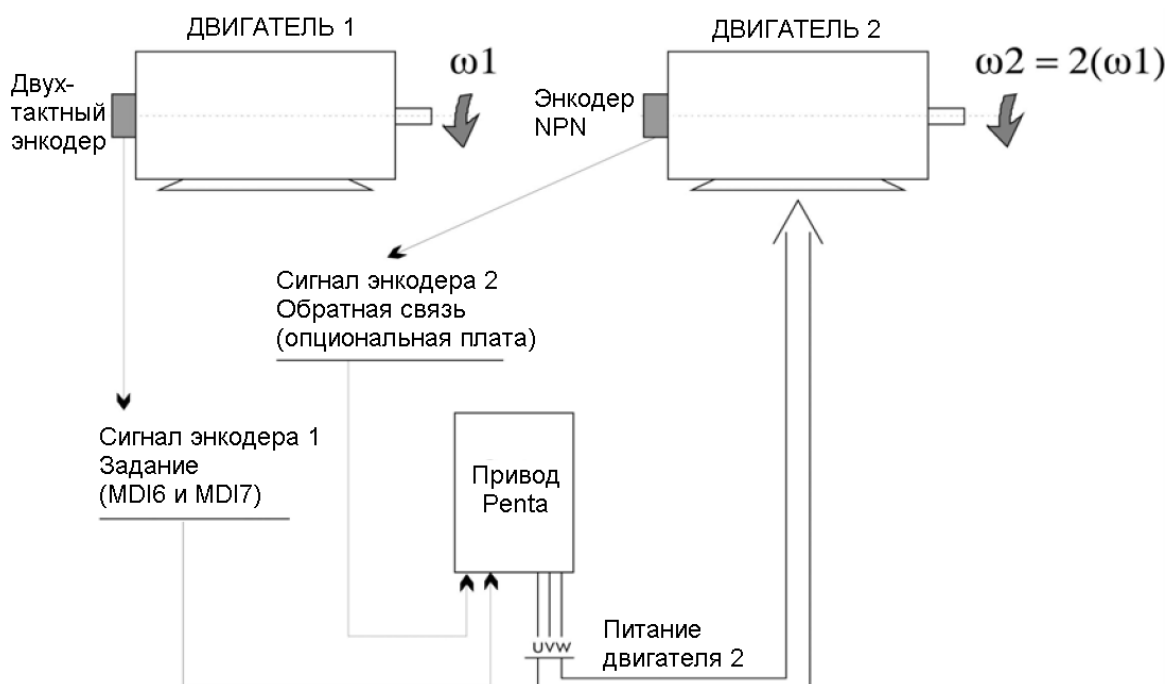 ДВИГАТЕЛЬ 1
ДВИГАТЕЛЬ 2
ω1
ω2 = 2(ω1)
Двух-
тактный
энкодер
Энкодер
NPN
Сигнал энкодера 2
Обратная связь
(опциональная плата)
Сигнал энкодера 1
Задание
(MDI6 и MDI7)
Привод
Penta
UVW
Питание
двигателя 2